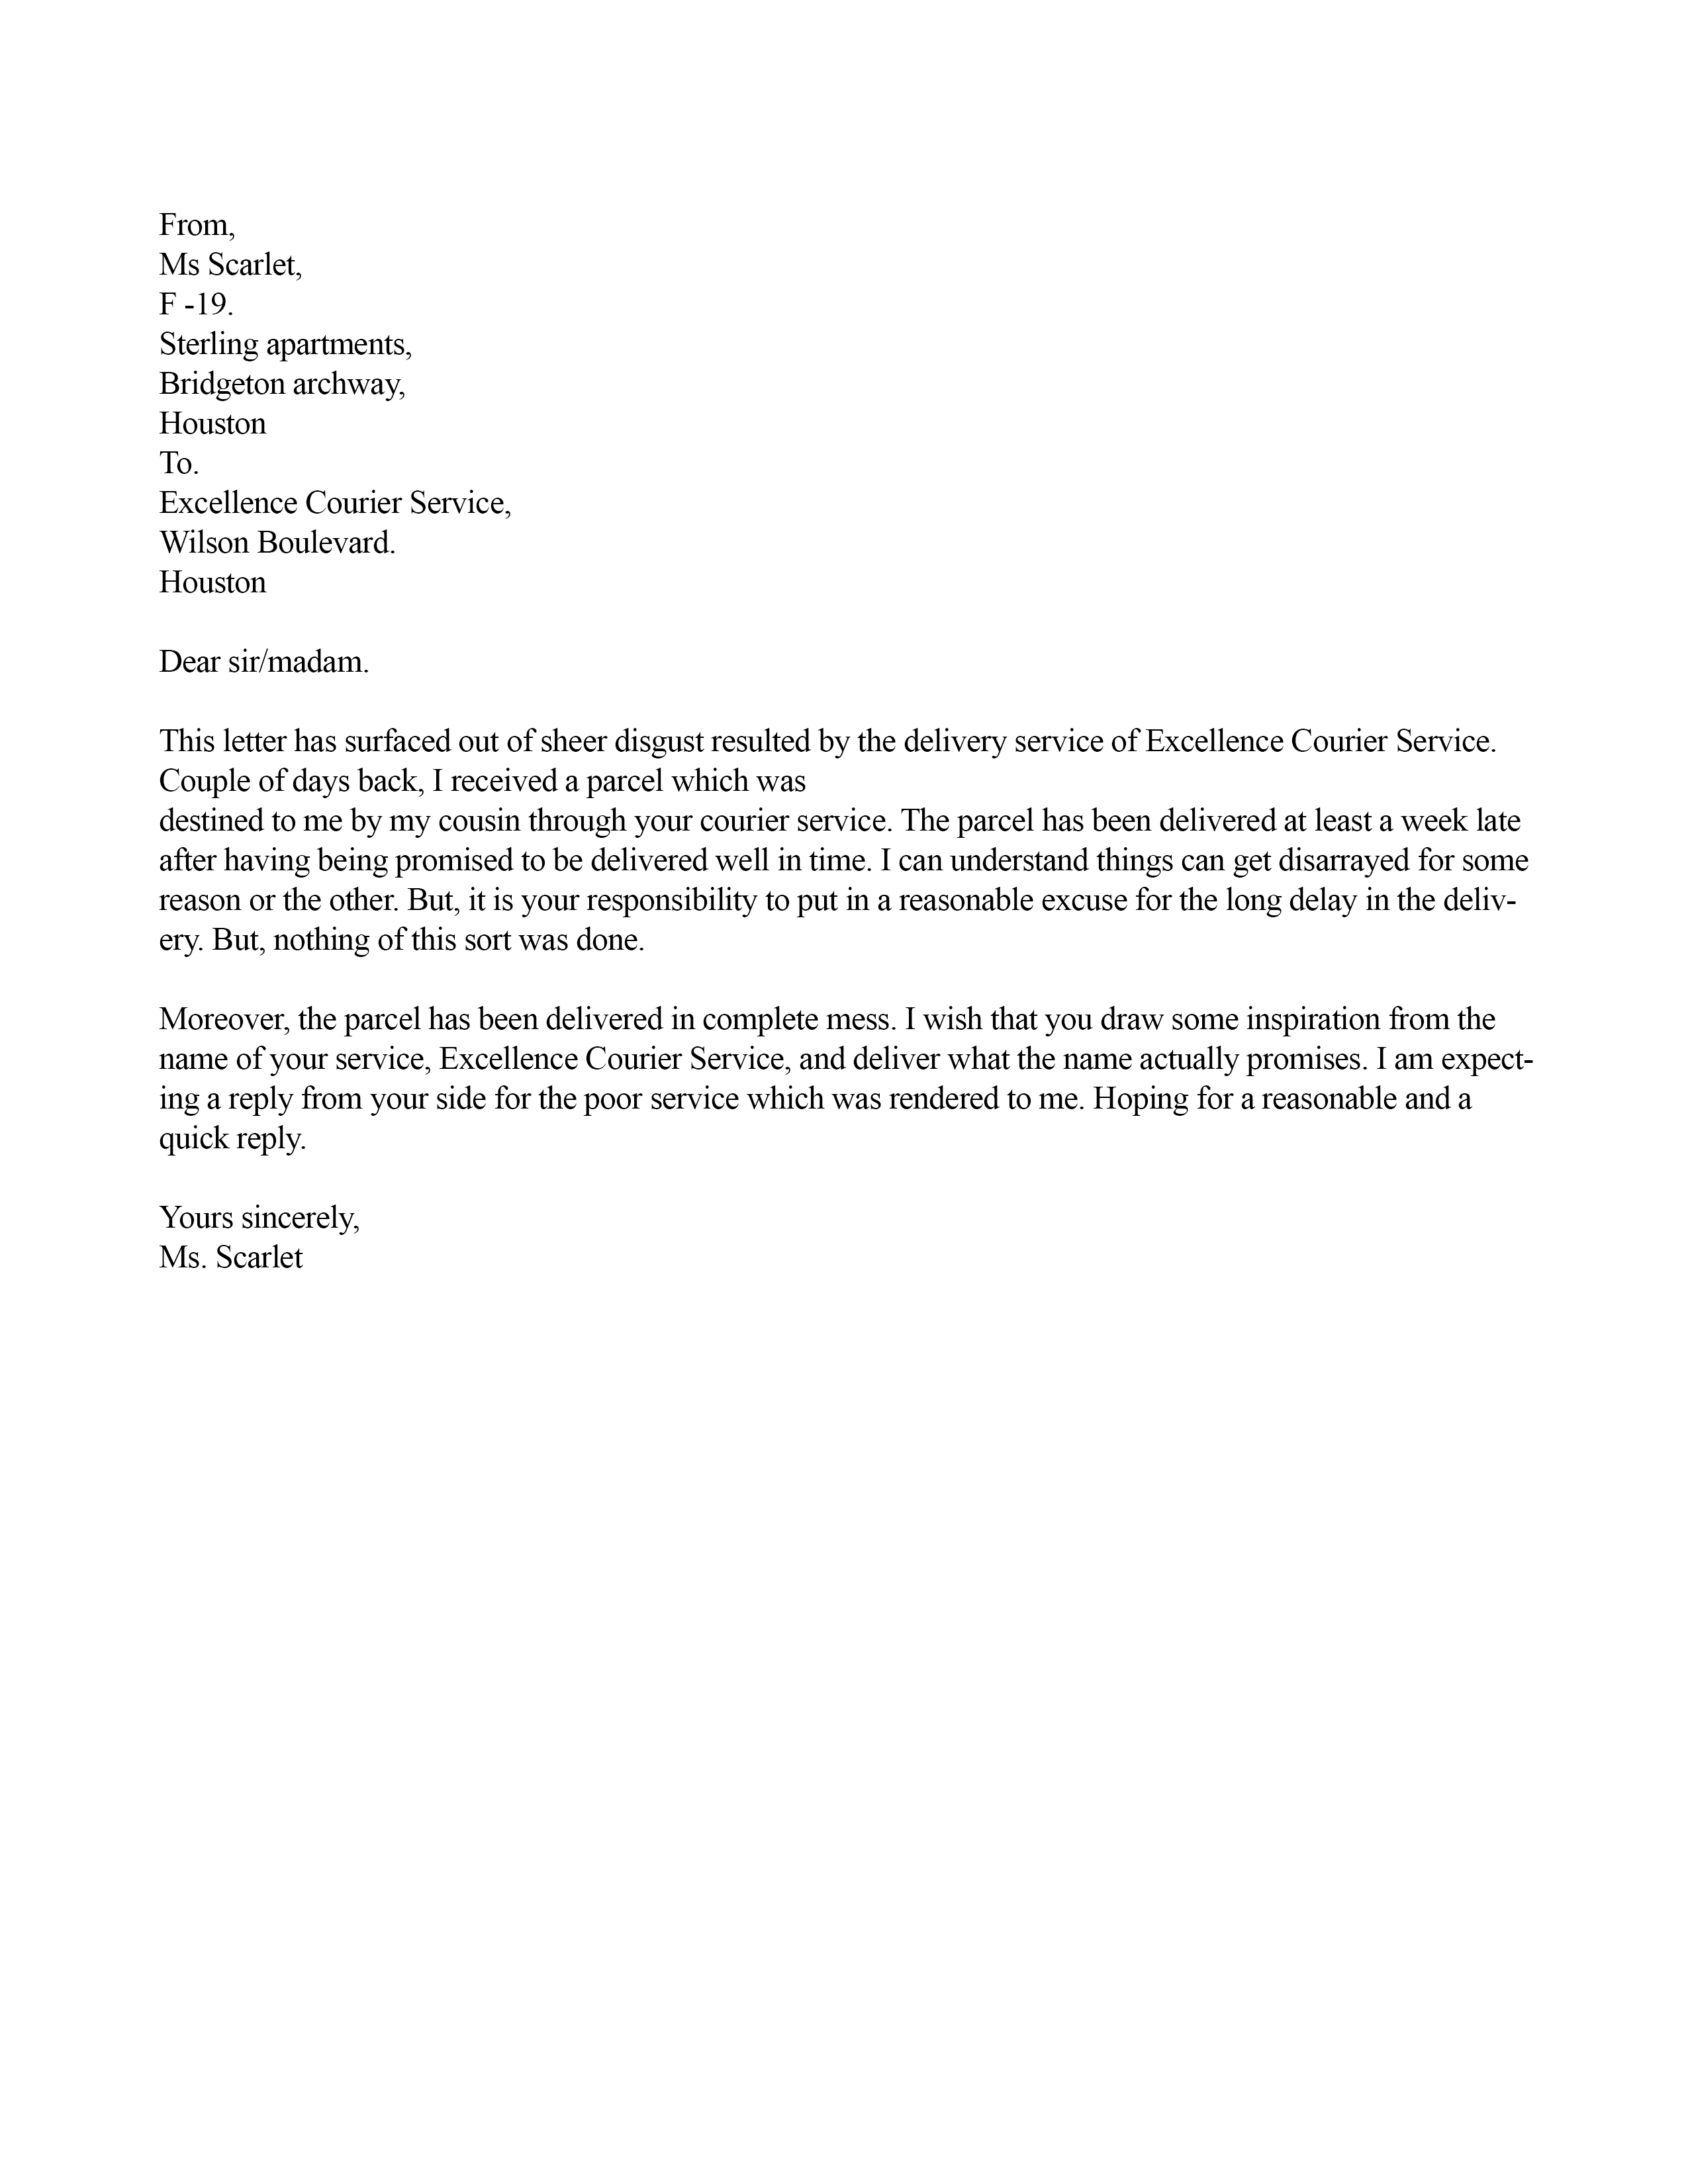 From,
Ms Scarlet,
F -19.
Sterling apartments,
Bridgeton archway,
Houston
To.
Excellence Courier Service,
Wilson Boulevard.
Houston
Dear sir/madam.
This letter has surfaced out of sheer disgust resulted by the delivery service of Excellence Courier Service.
Couple of days back, I received a parcel which was
destined to me by my cousin through your courier service. The parcel has been delivered at least a week late
after having being promised to be delivered well in time. I can understand things can get disarrayed for some
reason or the other. But, it is your responsibility to put in a reasonable excuse for the long delay in the deliv-
ery. But, nothing of this sort was done.
Moreover, the parcel has been delivered in complete mess. I wish that you draw some inspiration from the
name of your service, Excellence Courier Service, and deliver what the name actually promises. I am expect-
ing a reply from your side for the poor service which was rendered to me. Hoping for a reasonable and a
quick reply.
Yours sincerely,
Ms. Scarlet